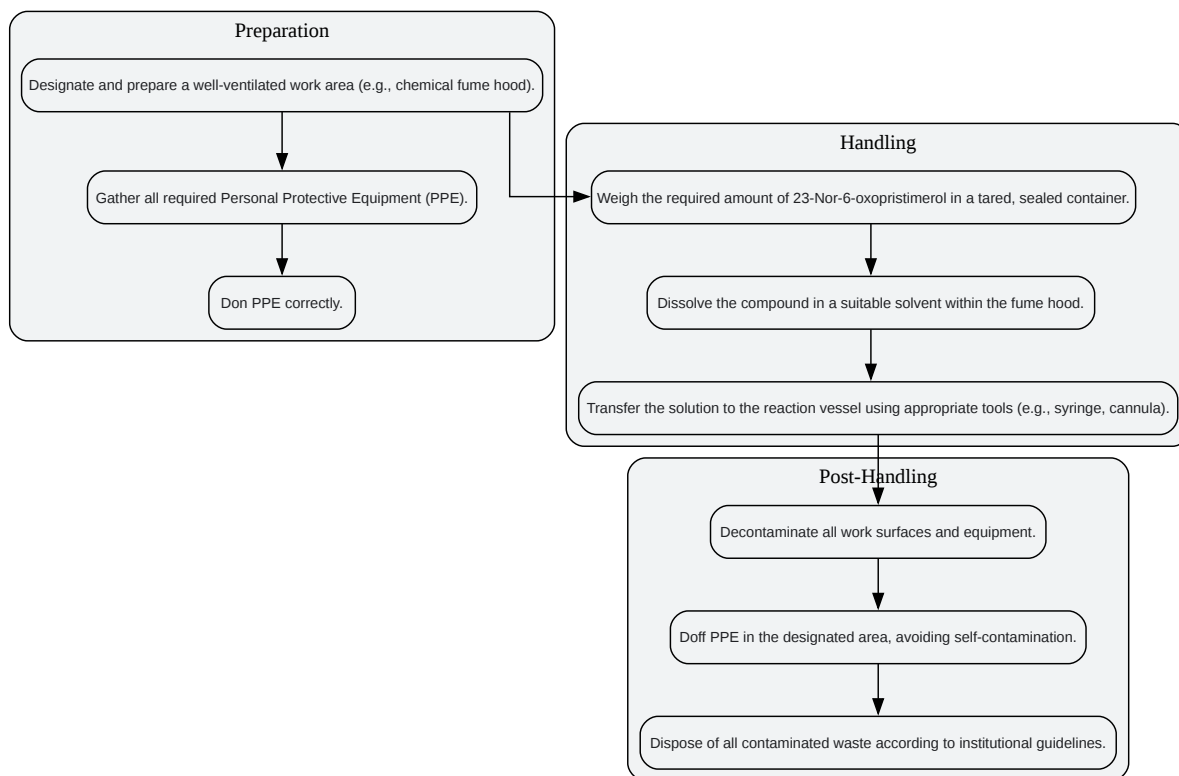 Preparation
Designate and prepare a well-ventilated work area (e.g., chemical fume hood).
Gather all required Personal Protective Equipment (PPE).
Don PPE correctly.
Handling
Weigh the required amount of 23-Nor-6-oxopristimerol in a tared, sealed container.
Dissolve the compound in a suitable solvent within the fume hood.
Transfer the solution to the reaction vessel using appropriate tools (e.g., syringe, cannula).
Post-Handling
Decontaminate all work surfaces and equipment.
Doff PPE in the designated area, avoiding self-contamination.
Dispose of all contaminated waste according to institutional guidelines.